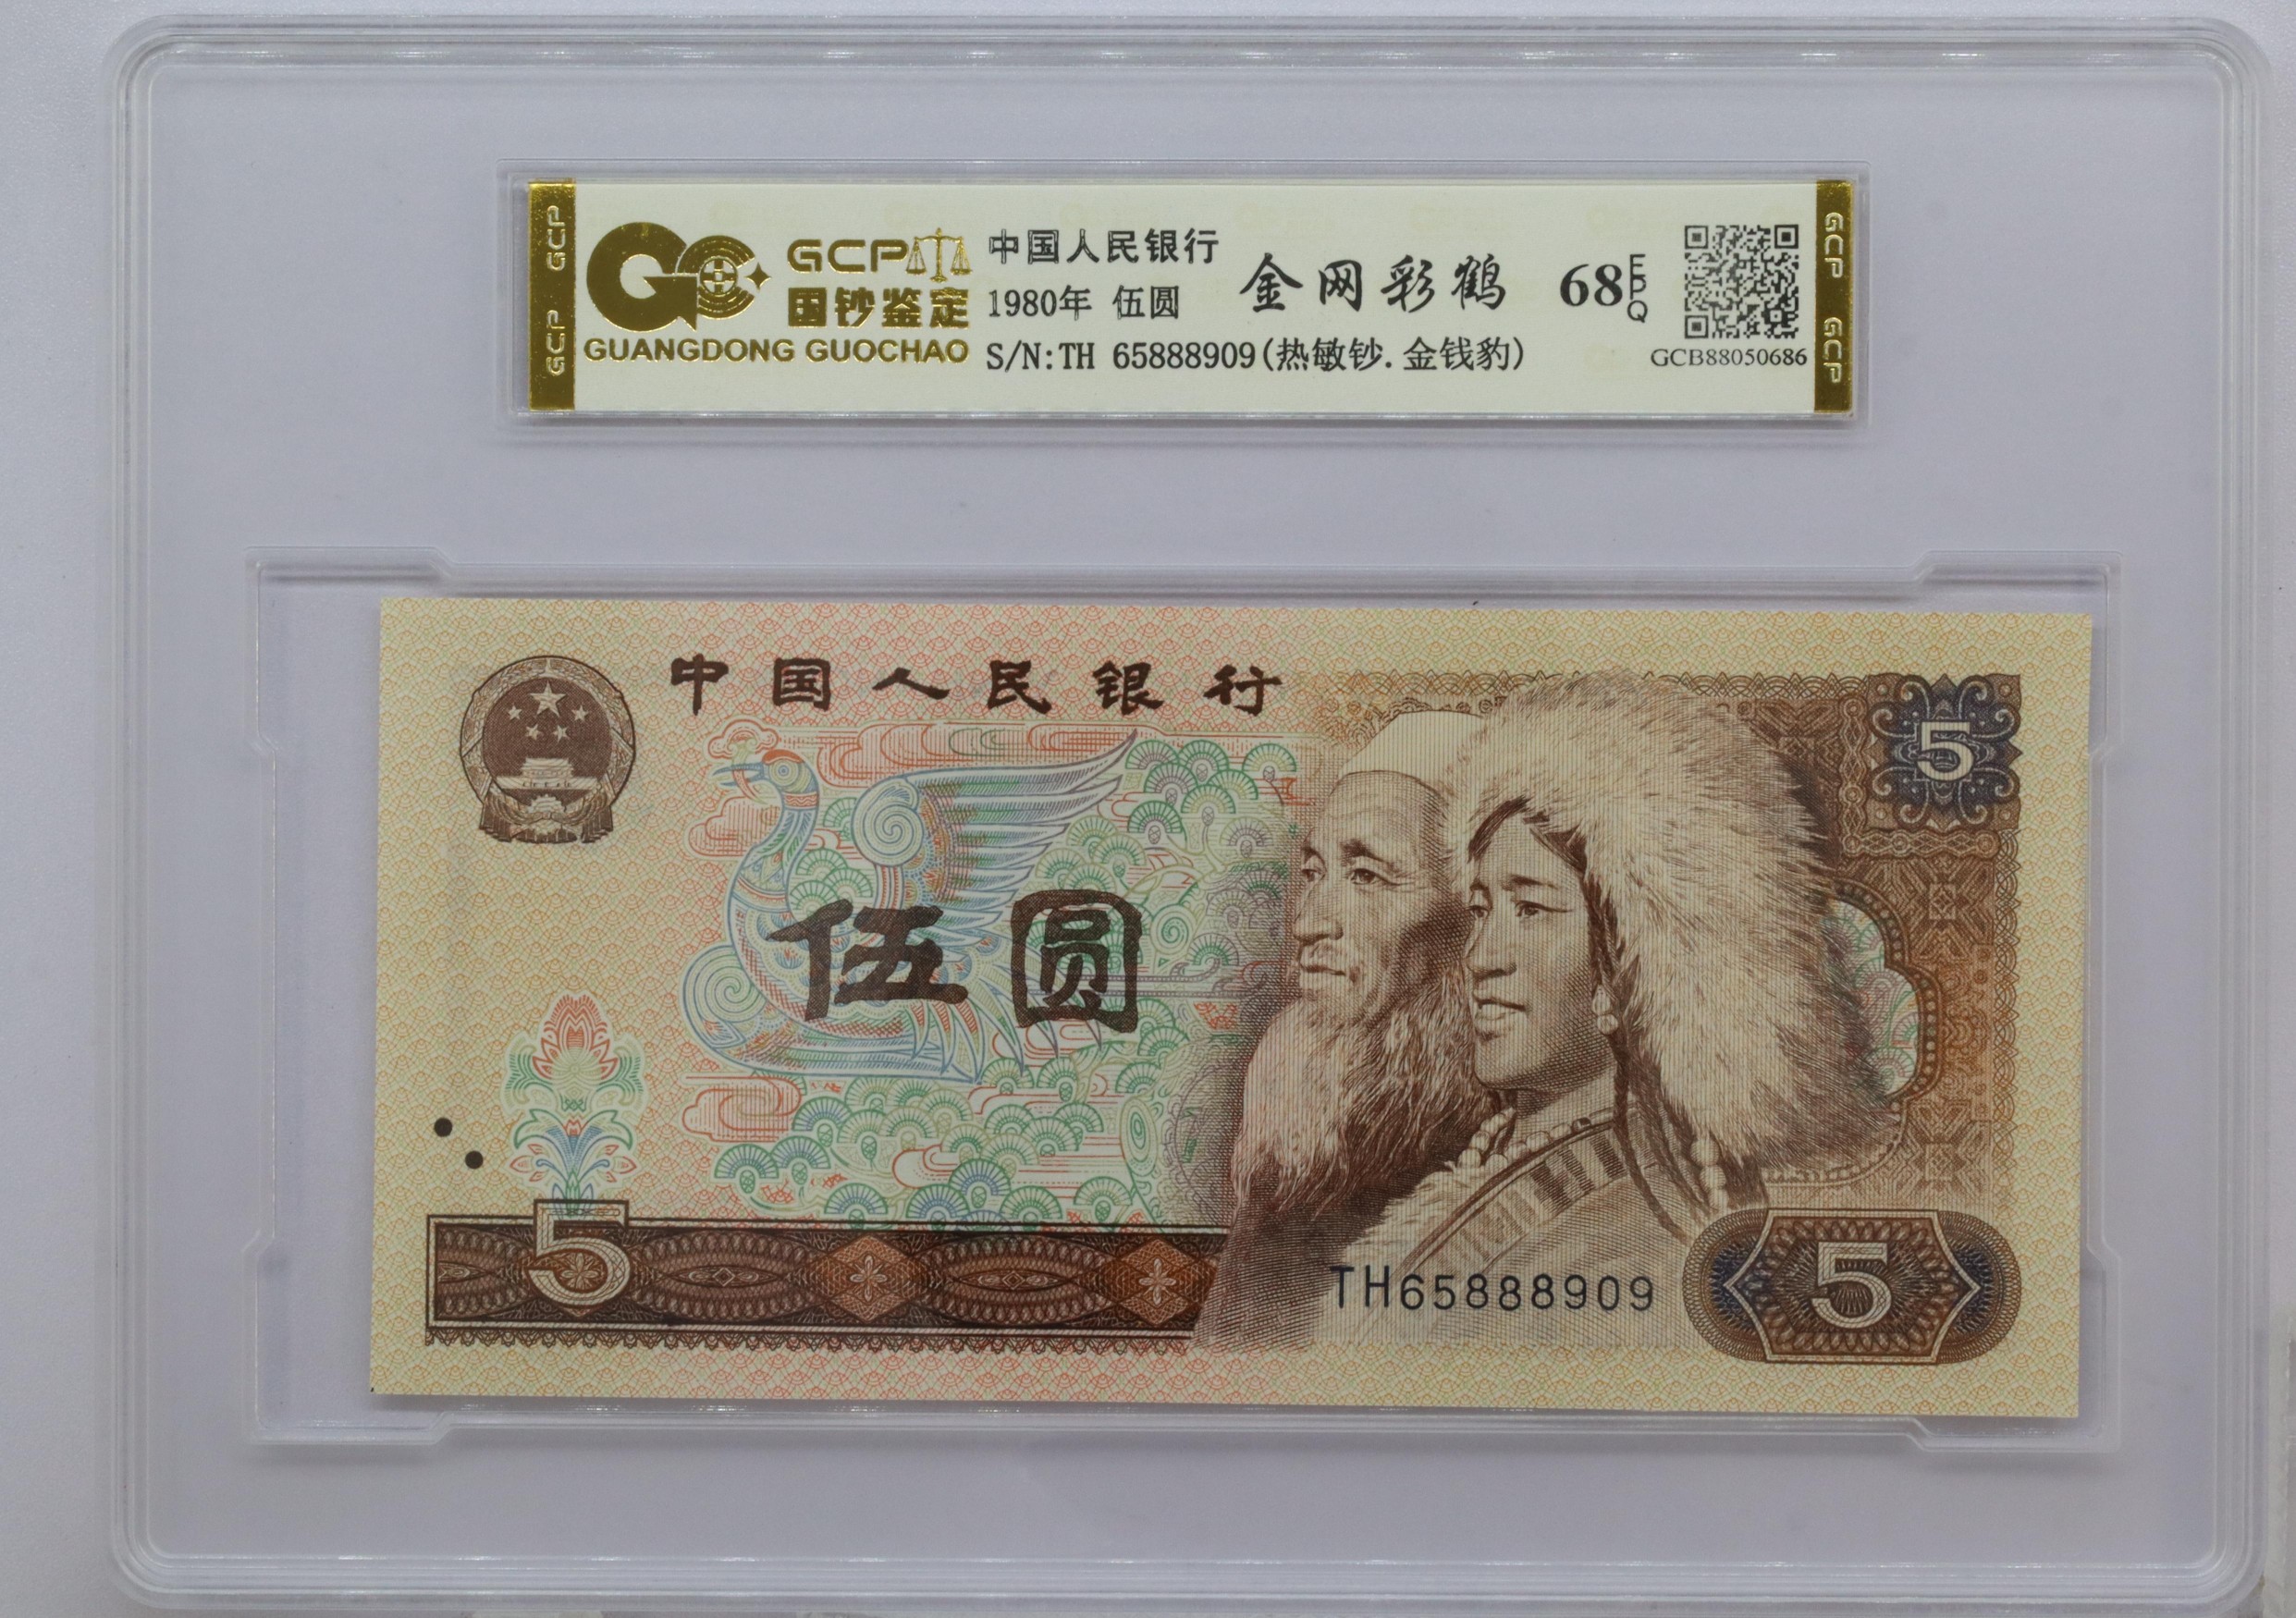 GCP GCP
GCP
国钞鉴定
GUANGDONG GUOCHAO
中国人民银行
1980年 伍圆
S/N:TH 65888909(热敏钞.金钱豹)
金网彩鹤
68
EPQ
GCB88050686
GCP GCP
中国人民银行
5
伍圆
5
TH65888909
5